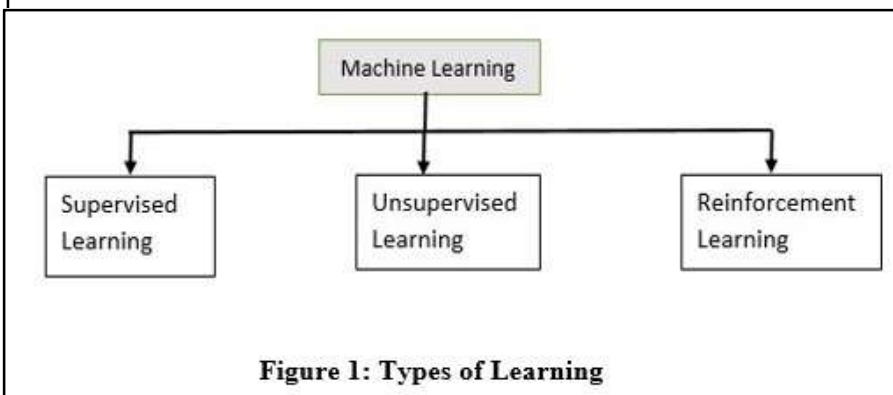 Machine Learning
Supervised
Learning
Unsupervised
Learning
Reinforcement
Learning
Figure 1: Types of Learning